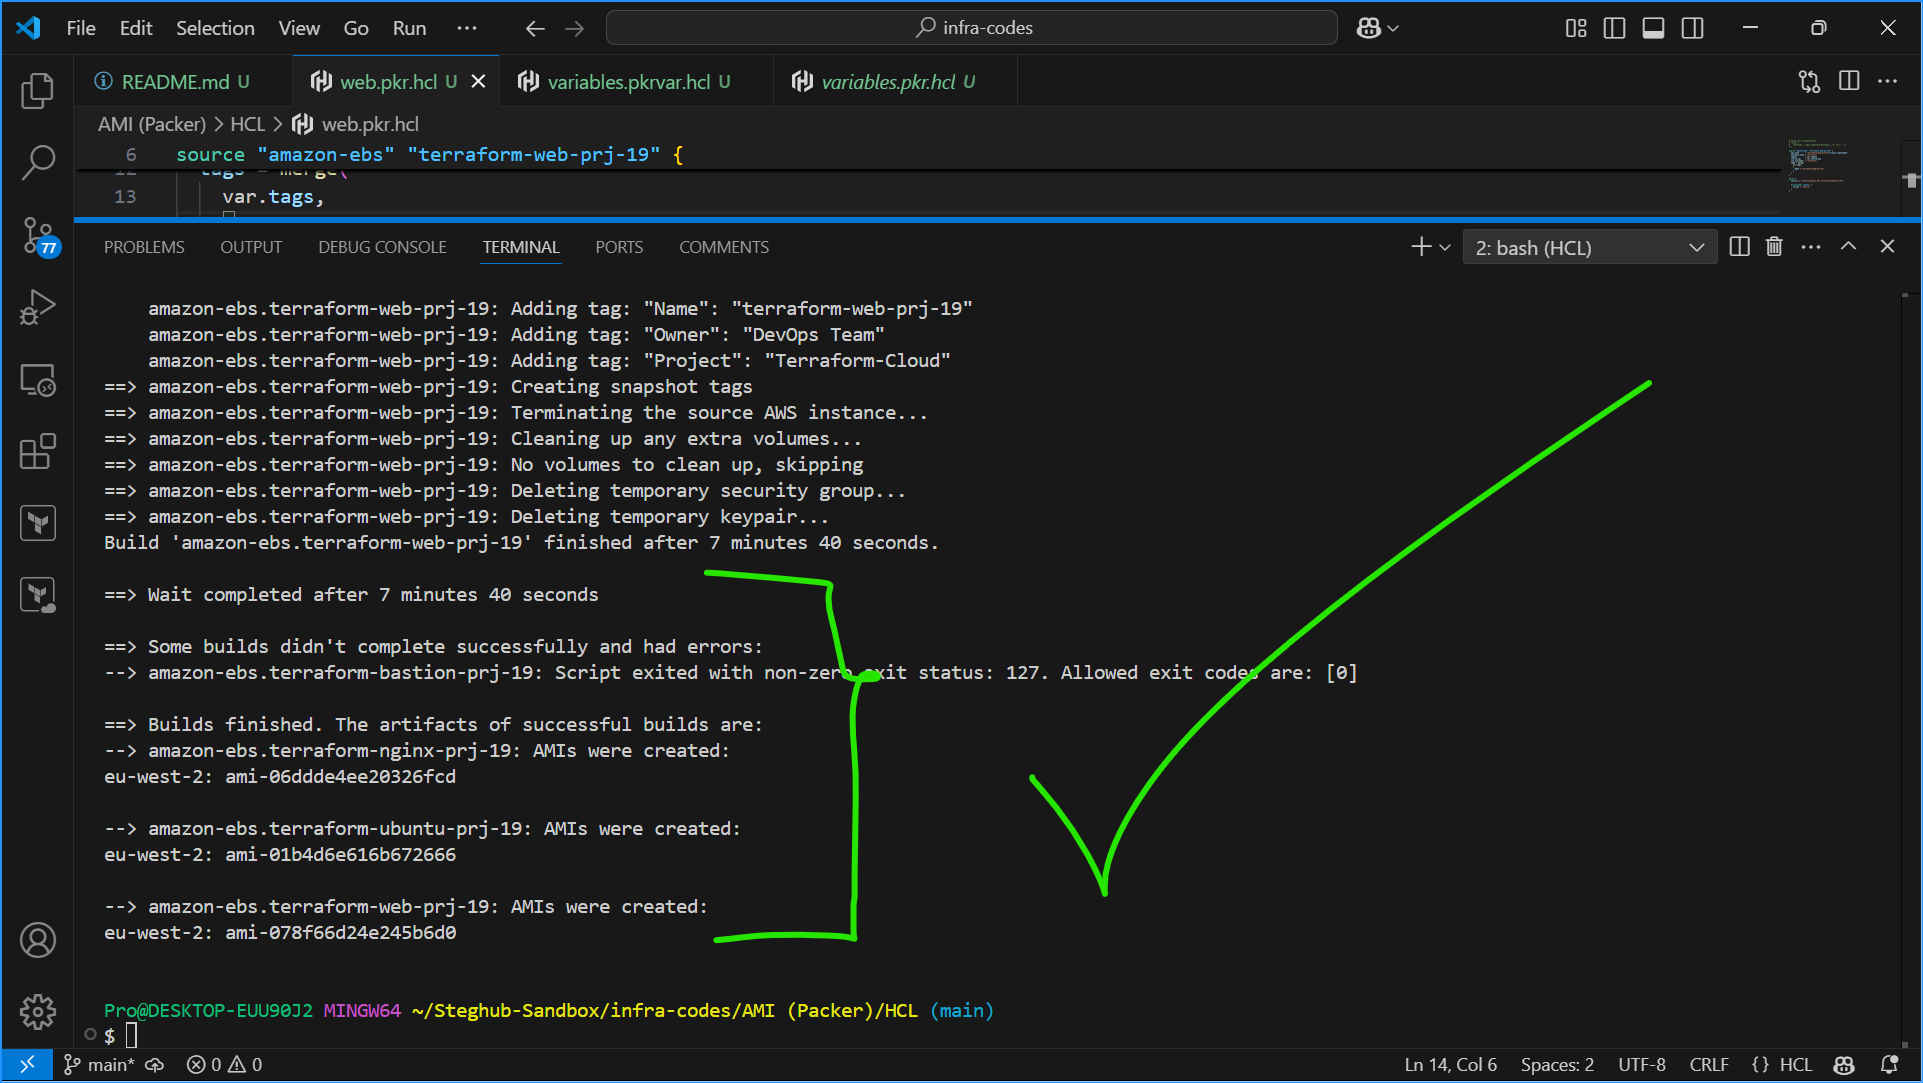 File Edit Selection View Go Run ··· infra-codes
README.md U web.pkr.hcl U variables.pkrvar.hcl U variables.pkr.hcl U
AMI (Packer) > HCL > web.pkr.hcl
6 source "amazon-ebs" "terraform-web-prj-19" {
12 tags = merge(
13 var.tags,
77
PROBLEMS OUTPUT DEBUG CONSOLE TERMINAL PORTS COMMENTS 2: bash (HCL)
amazon-ebs.terraform-web-prj-19: Adding tag: "Name": "terraform-web-prj-19"
amazon-ebs.terraform-web-prj-19: Adding tag: "Owner": "DevOps Team"
amazon-ebs.terraform-web-prj-19: Adding tag: "Project": "Terraform-Cloud"
==> amazon-ebs.terraform-web-prj-19: Creating snapshot tags
==> amazon-ebs.terraform-web-prj-19: Terminating the source AWS instance...
==> amazon-ebs.terraform-web-prj-19: Cleaning up any extra volumes...
==> amazon-ebs.terraform-web-prj-19: No volumes to clean up, skipping
==> amazon-ebs.terraform-web-prj-19: Deleting temporary security group...
==> amazon-ebs.terraform-web-prj-19: Deleting temporary keypair...
Build 'amazon-ebs.terraform-web-prj-19' finished after 7 minutes 40 seconds.
==> Wait completed after 7 minutes 40 seconds
==> Some builds didn't complete successfully and had errors:
--> amazon-ebs.terraform-bastion-prj-19: Script exited with non-zero exit status: 127. Allowed exit codes are: [0]
==> Builds finished. The artifacts of successful builds are:
--> amazon-ebs.terraform-nginx-prj-19: AMIs were created:
eu-west-2: ami-06ddde4ee20326fcd
--> amazon-ebs.terraform-ubuntu-prj-19: AMIs were created:
eu-west-2: ami-01b4d6e616b672666
--> amazon-ebs.terraform-web-prj-19: AMIs were created:
eu-west-2: ami-078f66d24e245b6d0
Pro@DESKTOP-EUU90J2 MINGW64 ~/Steghub-Sandbox/infra-codes/AMI (Packer)/HCL (main)
$
main* 0 0 Ln 14, Col 6 Spaces: 2 UTF-8 CRLF {} HCL